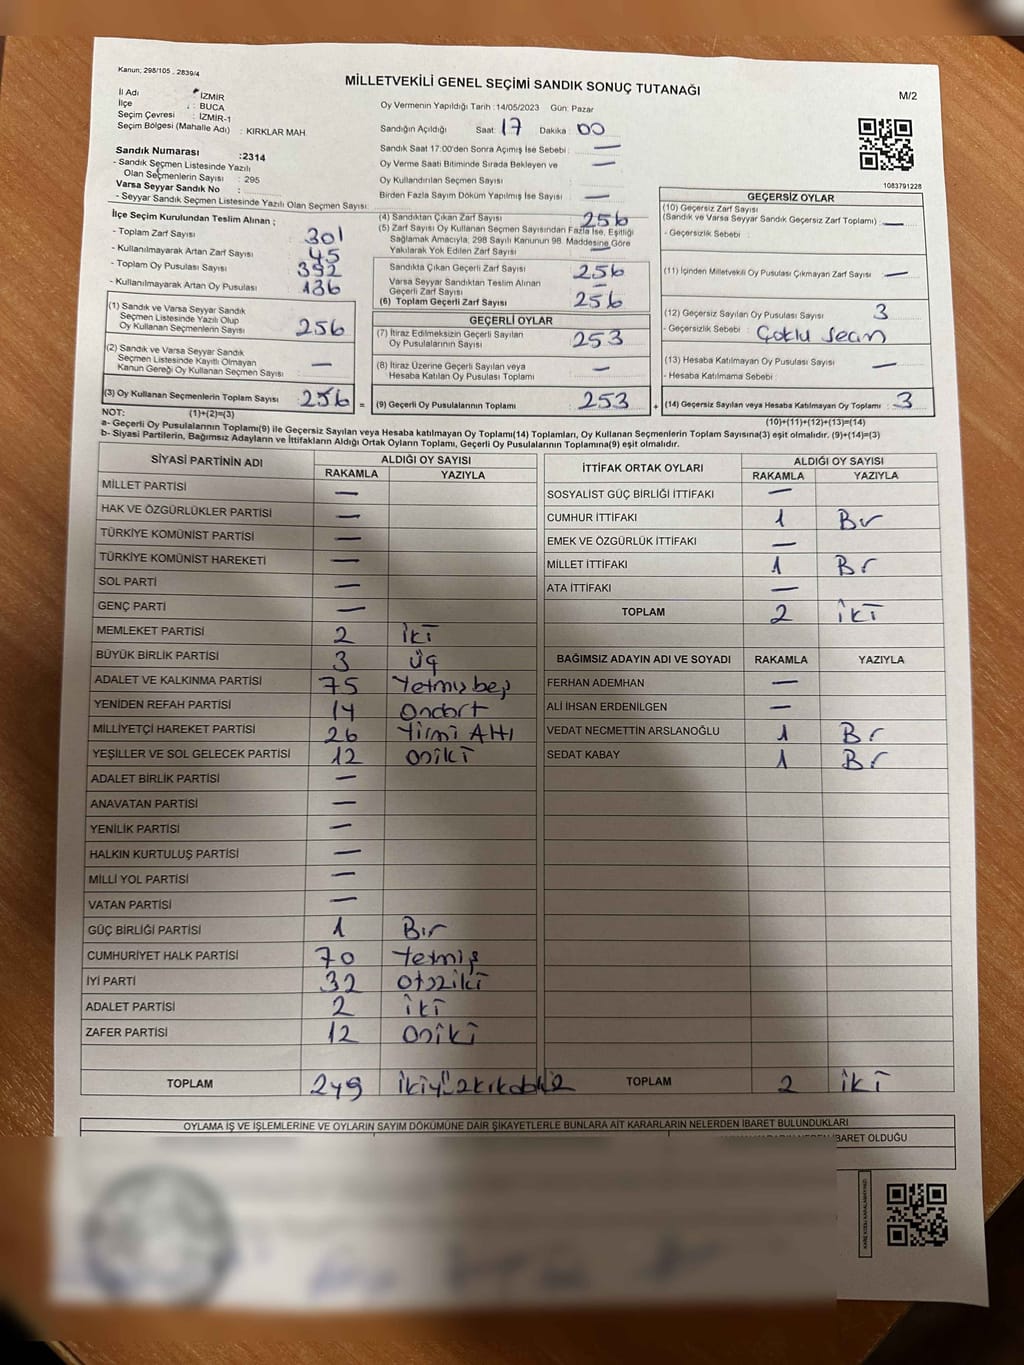 Kanun; 298/105 , 2839/4
MİLLETVEKİLİ GENEL SEÇİMİ SANDIK SONUÇ TUTANAĞI
M/2
İl Adı : İZMİR
İlçe : BUCA
Seçim Çevresi : İZMİR-1
Seçim Bölgesi (Mahalle Adı) : KIRKLAR MAH.
Sandık Numarası :2314
- Sandık Seçmen Listesinde Yazılı
Olan Seçmenlerin Sayısı : 295
Varsa Seyyar Sandık No :
- Seyyar Sandık Seçmen Listesinde Yazılı Olan Seçmen Sayısı:
Oy Vermenin Yapıldığı Tarih :14/05/2023 Gün: Pazar
Sandığın Açıldığı Saat: 17 Dakika: 00
Sandık Saat 17:00'den Sonra Açımış İse Sebebi : —
Oy Verme Saati Bitiminde Sırada Bekleyen ve —
Oy Kullandırılan Seçmen Sayısı :
Birden Fazla Sayım Döküm Yapılmış İse Sayısı : —
1083791228
İlçe Seçim Kurulundan Teslim Alınan ;
- Toplam Zarf Sayısı : 301
- Kullanılmayarak Artan Zarf Sayısı : 45
- Toplam Oy Pusulası Sayısı : 392
- Kullanılmayarak Artan Oy Pusulası : 136
(1) Sandık ve Varsa Seyyar Sandık
Seçmen Listesinde Yazılı Olup
Oy Kullanan Seçmenlerin Sayısı : 256
(2) Sandık ve Varsa Seyyar Sandık
Seçmen Listesinde Kayıtlı Olmayan
Kanun Gereği Oy Kullanan Seçmen Sayısı : —
(3) Oy Kullanan Seçmenlerin Toplam Sayısı : 256 =
(4) Sandıktan Çıkan Zarf Sayısı : 256
(5) Zarf Sayısı Oy Kullanan Seçmen Sayısından Fazla İse, Eşitliği
Sağlamak Amacıyla, 298 Sayılı Kanunun 98. Maddesine Göre
Yakılarak Yok Edilen Zarf Sayısı : —
Sandıkta Çıkan Geçerli Zarf Sayısı : 256
Varsa Seyyar Sandıktan Teslim Alınan
Geçerli Zarf Sayısı : —
(6) Toplam Geçerli Zarf Sayısı : 256
GEÇERLİ OYLAR
(7) İtiraz Edilmeksizin Geçerli Sayılan
Oy Pusulalarının Sayısı : 253
(8) İtiraz Üzerine Geçerli Sayılan veya
Hesaba Katılan Oy Pusulası Toplamı : —
(9) Geçerli Oy Pusulalarının Toplamı : 253 +
GEÇERSİZ OYLAR
(10) Geçersiz Zarf Sayısı
(Sandık ve Varsa Seyyar Sandık Geçersiz Zarf Toplamı) : —
- Geçersizlik Sebebi :
(11) İçinden Milletvekili Oy Pusulası Çıkmayan Zarf Sayısı : —
(12) Geçersiz Sayılan Oy Pusulası Sayısı : 3
- Geçersizlik Sebebi : Çoklu Secim
(13) Hesaba Katılmayan Oy Pusulası Sayısı : —
- Hesaba Katılmama Sebebi :
(14) Geçersiz Sayılan veya Hesaba Katılmayan Oy Toplamı : 3
NOT: (1)+(2)=(3) (10)+(11)+(12)+(13)=(14)
a- Geçerli Oy Pusulalarının Toplamı(9) ile Geçersiz Sayılan veya Hesaba katılmayan Oy Toplamı(14) Toplamları, Oy Kullanan Seçmenlerin Toplam Sayısına(3) eşit olmalıdır. (9)+(14)=(3)
b- Siyasi Partilerin, Bağımsız Adayların ve İttifakların Aldığı Ortak Oyların Toplamı, Geçerli Oy Pusulalarının Toplamına(9) eşit olmalıdır.
SİYASİ PARTİNİN ADI ALDIĞI OY SAYISI
RAKAMLA YAZIYLA
MİLLET PARTİSİ —
HAK VE ÖZGÜRLÜKLER PARTİSİ —
TÜRKİYE KOMÜNİST PARTİSİ —
TÜRKİYE KOMÜNİST HAREKETİ —
SOL PARTİ —
GENÇ PARTİ —
MEMLEKET PARTİSİ 2 iki
BÜYÜK BİRLİK PARTİSİ 3 üç
ADALET VE KALKINMA PARTİSİ 75 Yetmişbeş
YENİDEN REFAH PARTİSİ 14 Ondört
MİLLİYETÇİ HAREKET PARTİSİ 26 Yirmi Altı
YEŞİLLER VE SOL GELECEK PARTİSİ 12 Oniki
ADALET BİRLİK PARTİSİ —
ANAVATAN PARTİSİ —
YENİLİK PARTİSİ —
HALKIN KURTULUŞ PARTİSİ —
MİLLİ YOL PARTİSİ —
VATAN PARTİSİ —
GÜÇ BİRLİĞİ PARTİSİ 1 Bir
CUMHURİYET HALK PARTİSİ 70 Yetmiş
İYİ PARTİ 32 Otuziki
ADALET PARTİSİ 2 iki
ZAFER PARTİSİ 12 Oniki
TOPLAM 249
İTTİFAK ORTAK OYLARI ALDIĞI OY SAYISI
RAKAMLA YAZIYLA
SOSYALİST GÜÇ BİRLİĞİ İTTİFAKI —
CUMHUR İTTİFAKI 1 Bir
EMEK VE ÖZGÜRLÜK İTTİFAKI —
MİLLET İTTİFAKI 1 Bir
ATA İTTİFAKI —
TOPLAM 2 iki
BAĞIMSIZ ADAYIN ADI VE SOYADI RAKAMLA YAZIYLA
FERHAN ADEMHAN —
ALİ İHSAN ERDENİLGEN —
VEDAT NECMETTİN ARSLANOĞLU 1 Bir
SEDAT KABAY 1 Bir
TOPLAM 2 iki
OYLAMA İŞ VE İŞLEMLERİNE VE OYLARIN SAYIM DÖKÜMÜNE DAİR ŞİKAYETLERLE BUNLARA AİT KARARLARIN NELERDEN İBARET BULUNDUKLARI
İBARET OLDUĞU